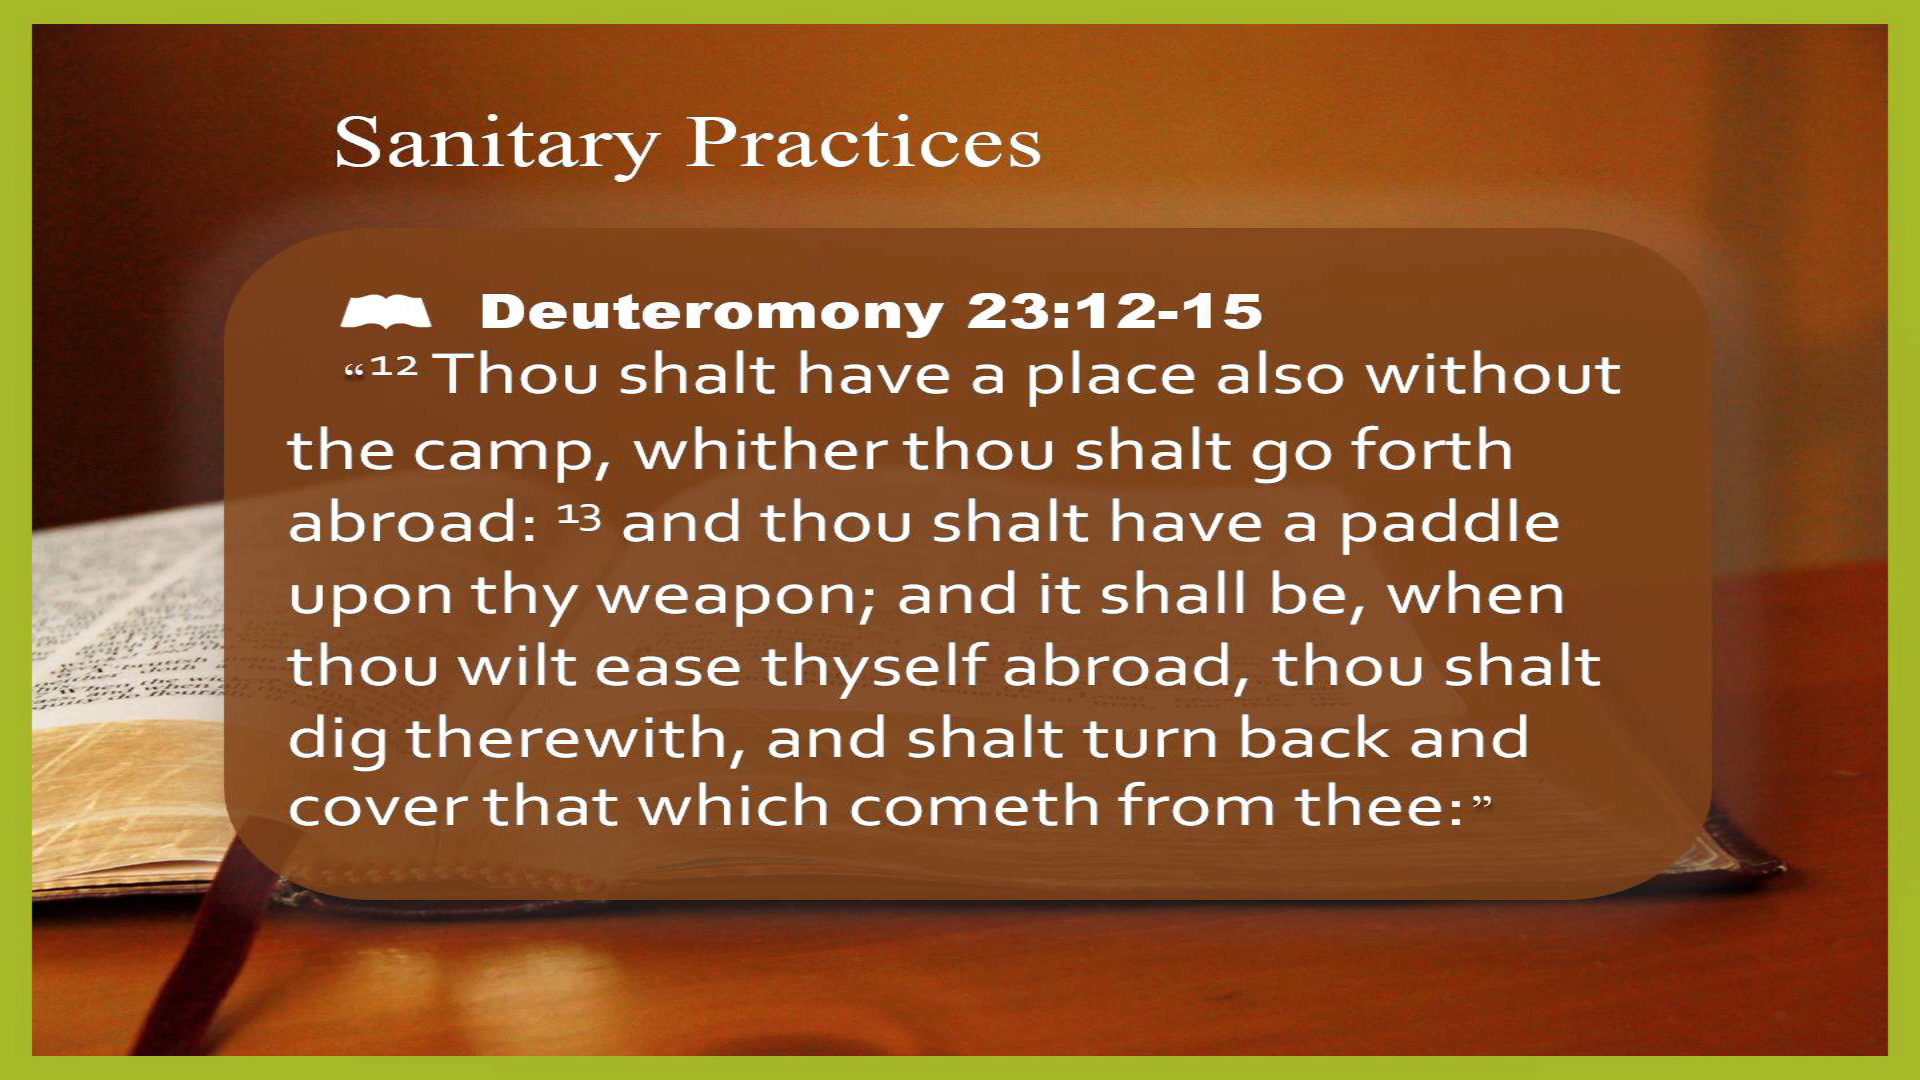 Sanitary Practices
Deuteromony 23:12-15
“12 Thou shalt have a place also without
the camp, whither thou shalt go forth
abroad: 13 and thou shalt have a paddle
upon thy weapon; and it shall be, when
thou wilt ease thyself abroad, thou shalt
dig therewith, and shalt turn back and
cover that which cometh from thee:”